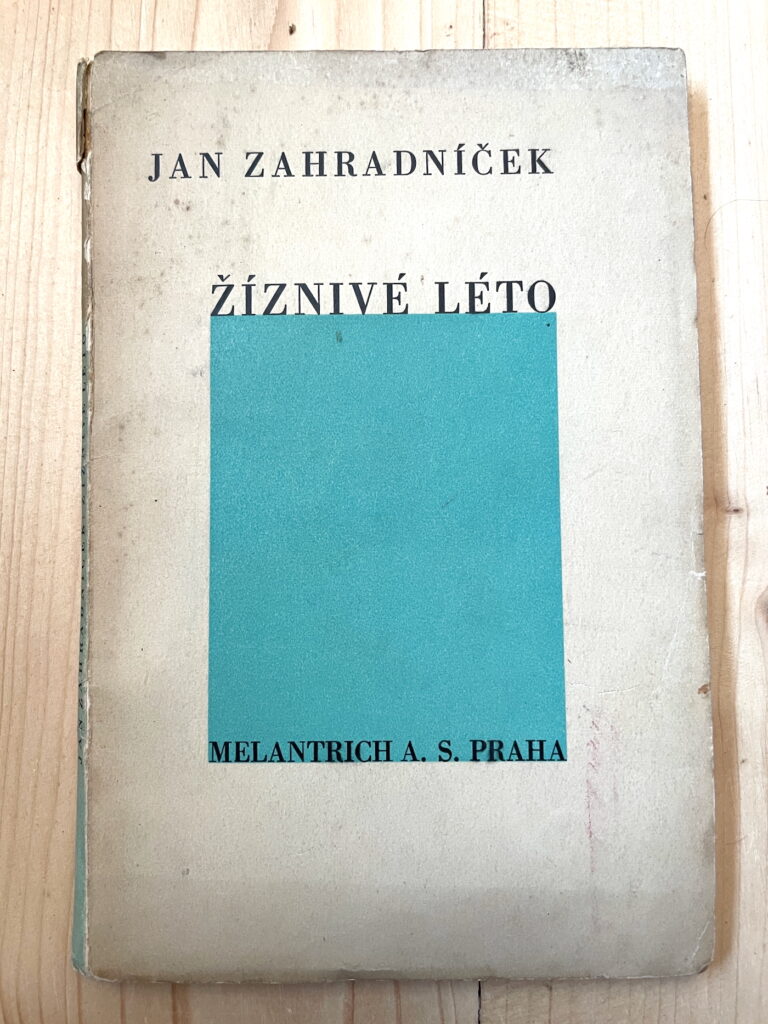 JAN ZAHRADNÍČEK
ŽÍZNIVÉ LÉTO
MELANTRICH A. S. PRAHA